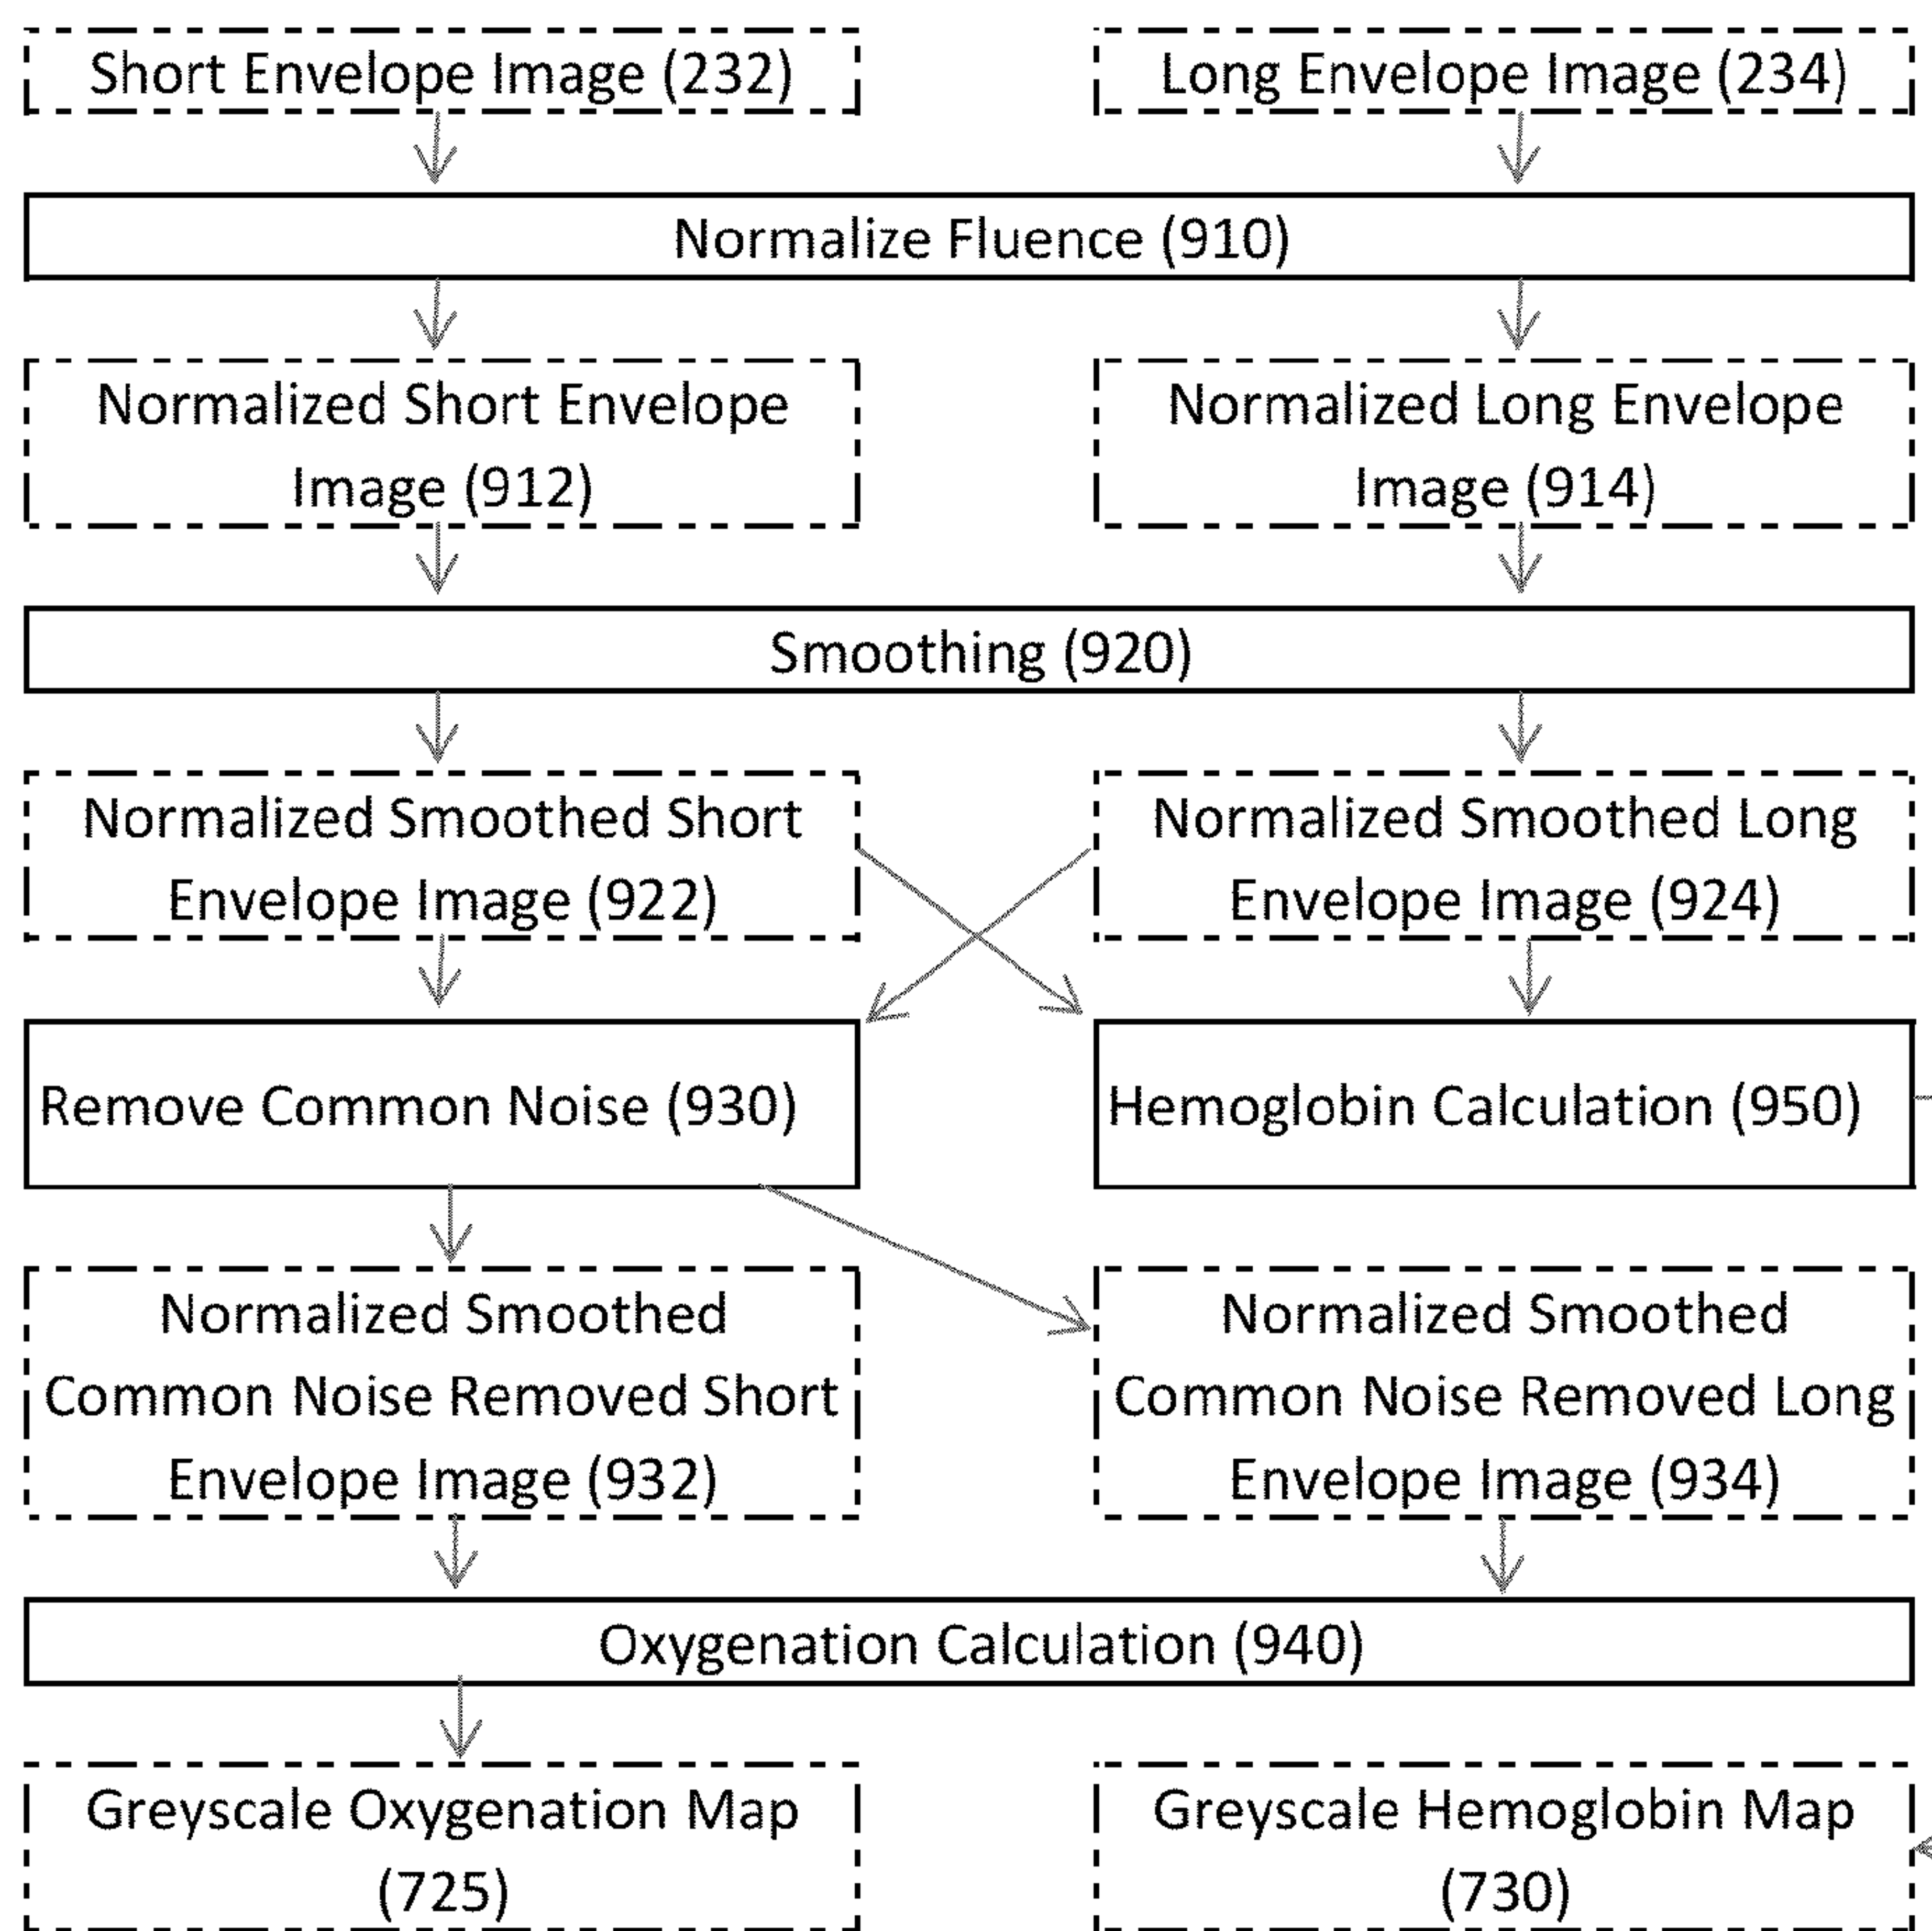 Short Envelope Image (232)
Long Envelope Image (234)
Normalize Fluence (910)
Normalized Short Envelope
Image (912)
Normalized Long Envelope
Image (914)
Smoothing (920)
Normalized Smoothed Short
Envelope Image (922)
Normalized Smoothed Long
Envelope Image (924)
Remove Common Noise (930)
Hemoglobin Calculation (950)
Normalized Smoothed
Common Noise Removed Short
Envelope Image (932)
Normalized Smoothed
Common Noise Removed Long
Envelope Image (934)
Oxygenation Calculation (940)
Greyscale Oxygenation Map
(725)
Greyscale Hemoglobin Map
(730)